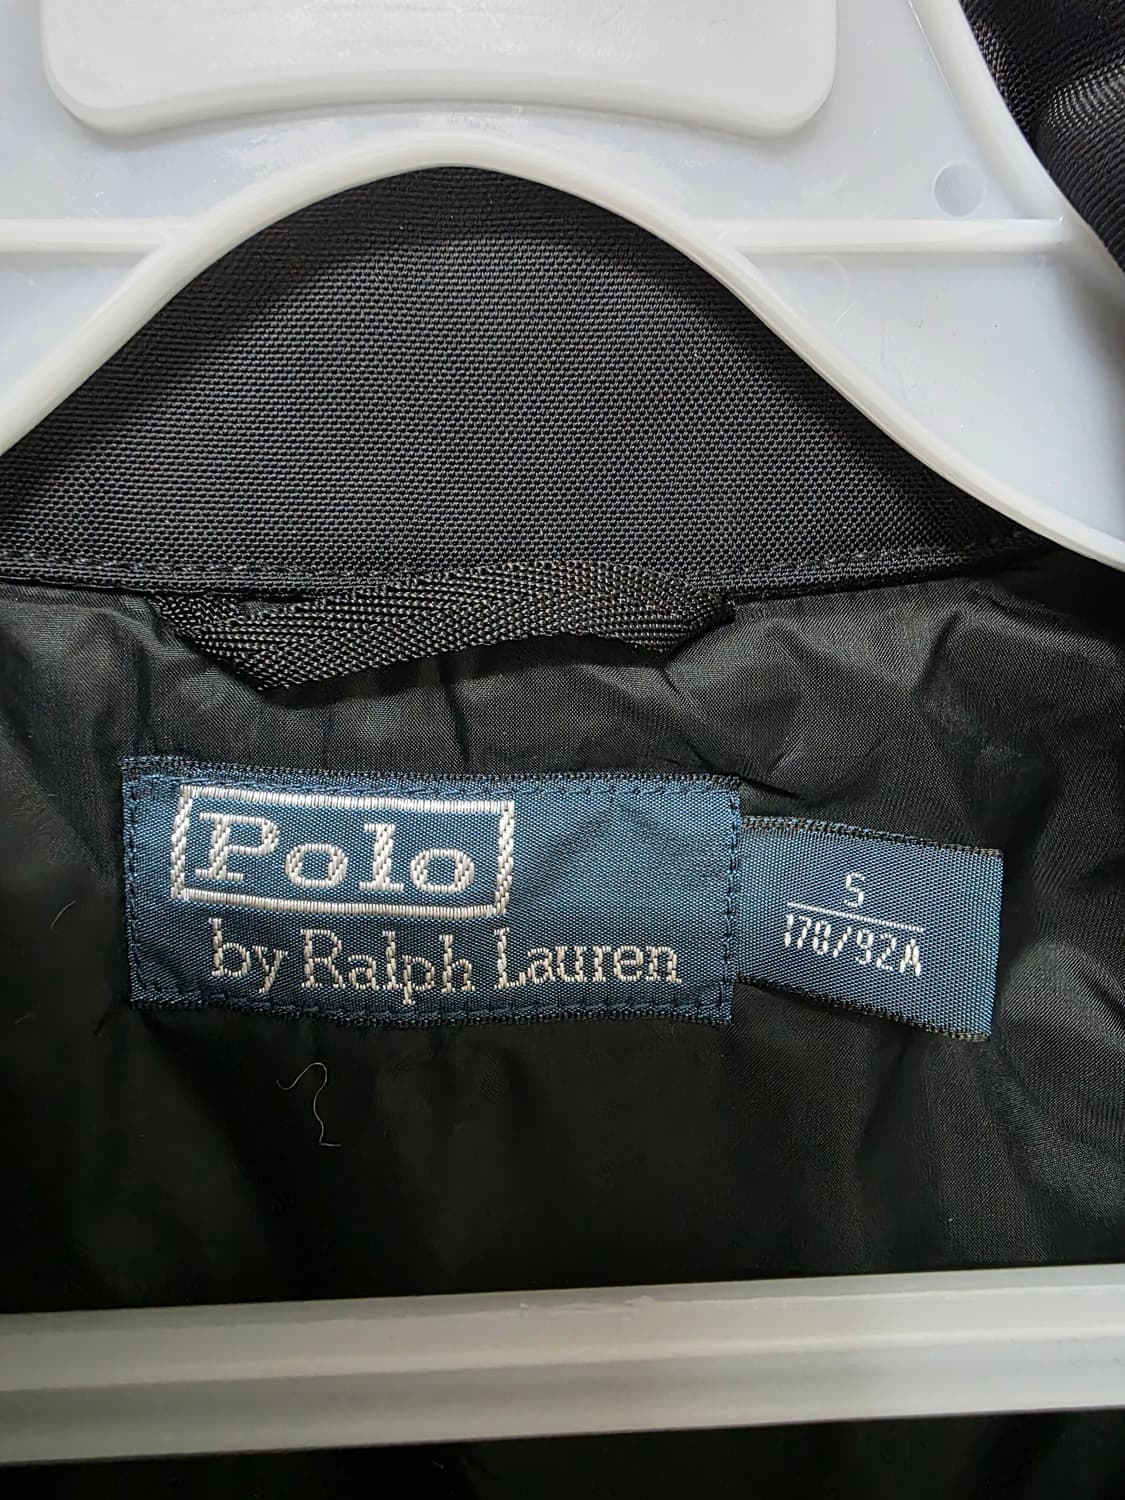 Polo
by Ralph Lauren
S
170/92A